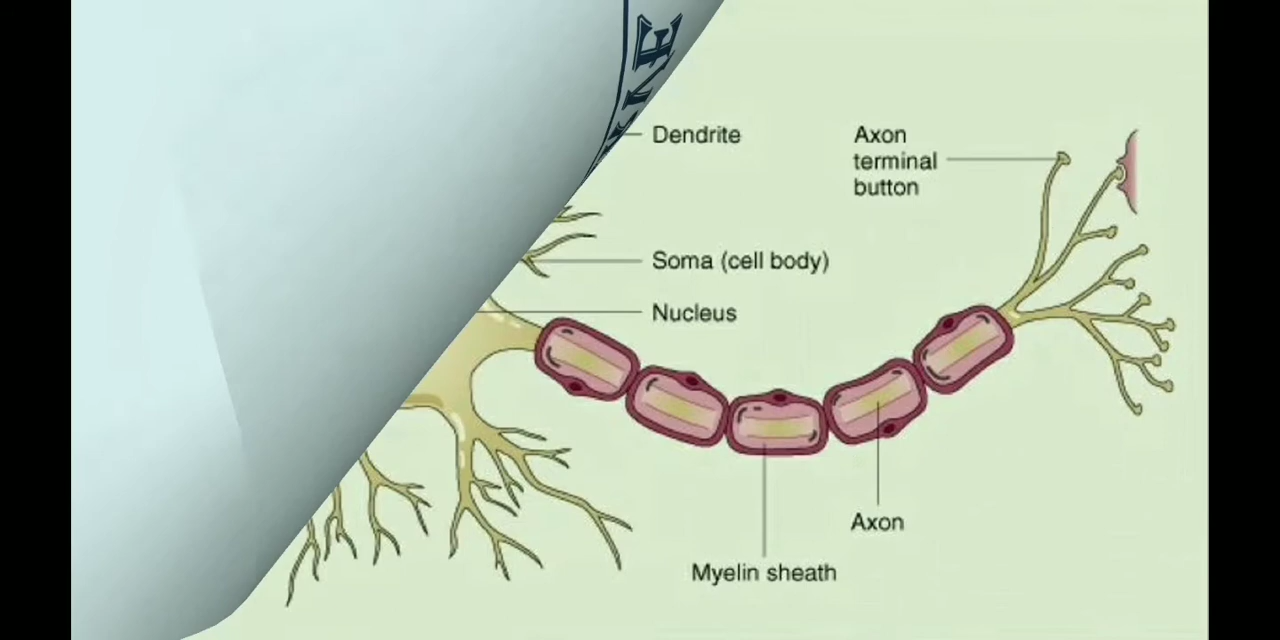 Dendrite
Axon
terminal
button
Soma (cell body)
Nucleus
Axon
Myelin sheath